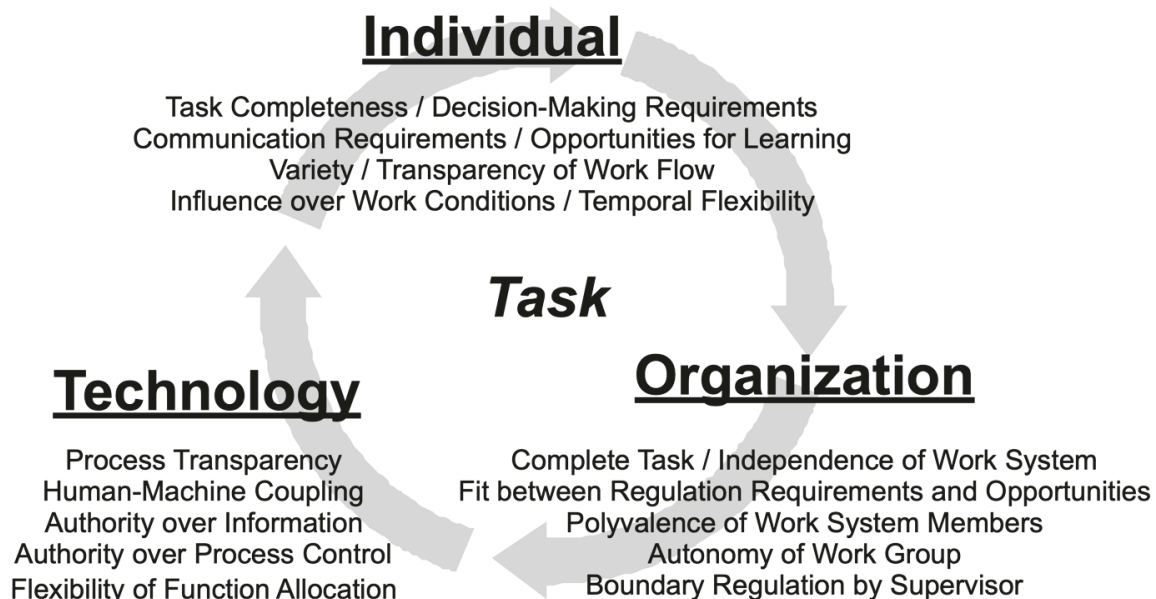 Individual
Task Completeness / Decision-Making Requirements
Communication Requirements / Opportunities for Learning
Variety / Transparency of Work Flow
Influence over Work Conditions / Temporal Flexibility
Task
Technology
Process Transparency
Human-Machine Coupling
Authority over Information
Authority over Process Control
Flexibility of Function Allocation
Organization
Complete Task / Independence of Work System
Fit between Regulation Requirements and Opportunities
Polyvalence of Work System Members
Autonomy of Work Group
Boundary Regulation by Supervisor